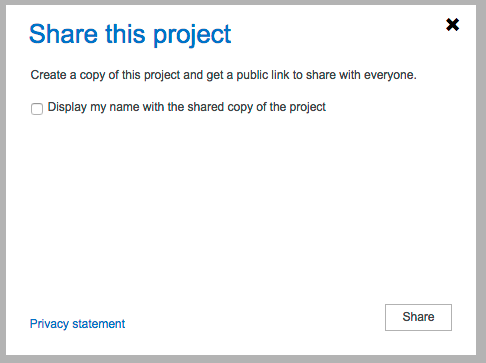 Share this project
Create a copy of this project and get a public link to share with everyone.
Display my name with the shared copy of the project
Privacy statement
Share